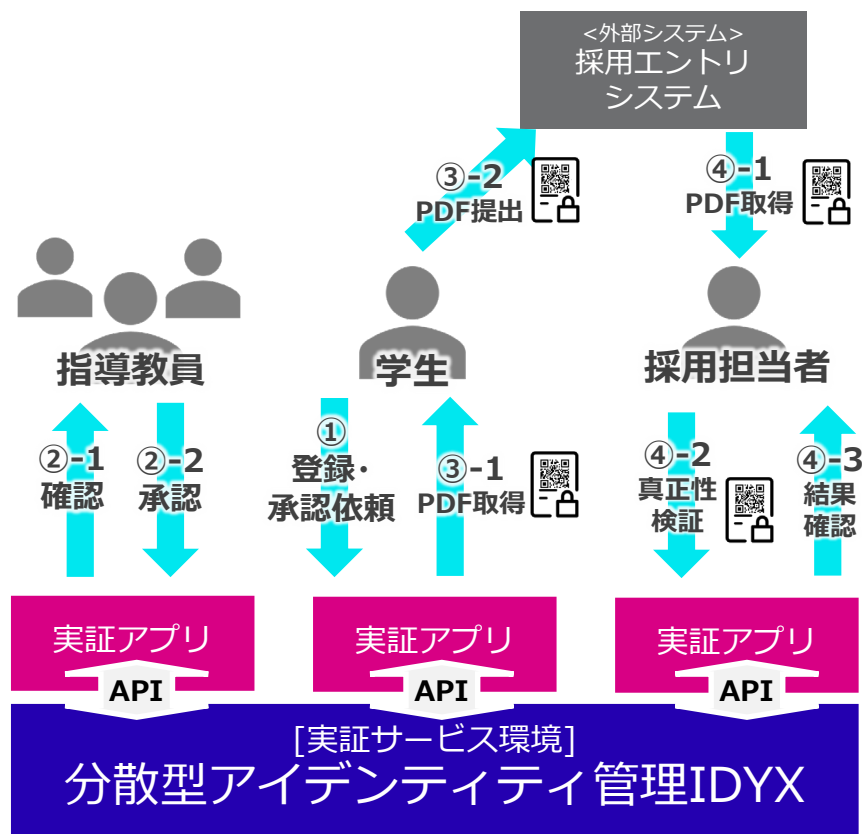 <外部システム>
採用エントリ
システム
③-2
PDF提出
④-1
PDF取得
指導教員
学生
採用担当者
②-1
確認
②-2
承認
①
登録・
承認依頼
③-1
PDF取得
④-2
真正性
検証
④-3
結果
確認
実証アプリ
実証アプリ
実証アプリ
API
API
API
[実証サービス環境]
分散型アイデンティティ管理IDYX